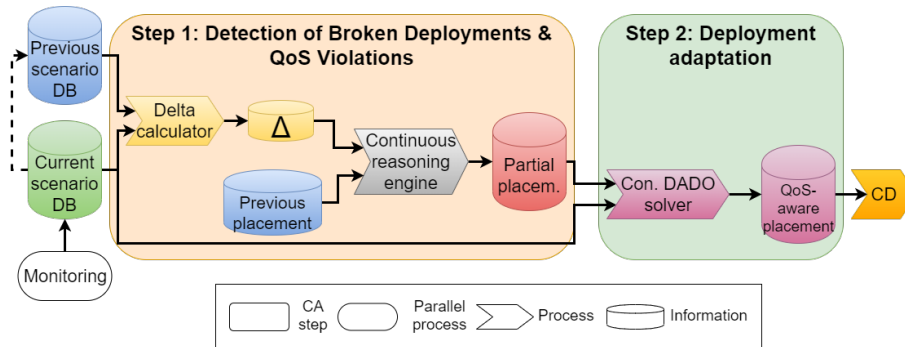 Previous
scenario
DB
Step 1: Detection of Broken Deployments &
QoS Violations
Step 2: Deployment
adaptation
Delta
calculator
Δ
Continuous
reasoning
engine
Current
scenario
DB
Previous
placement
Partial
placem.
Con. DADO
solver
QoS-
aware
placement
CD
Monitoring
CA
step
Parallel
process
Process
Information